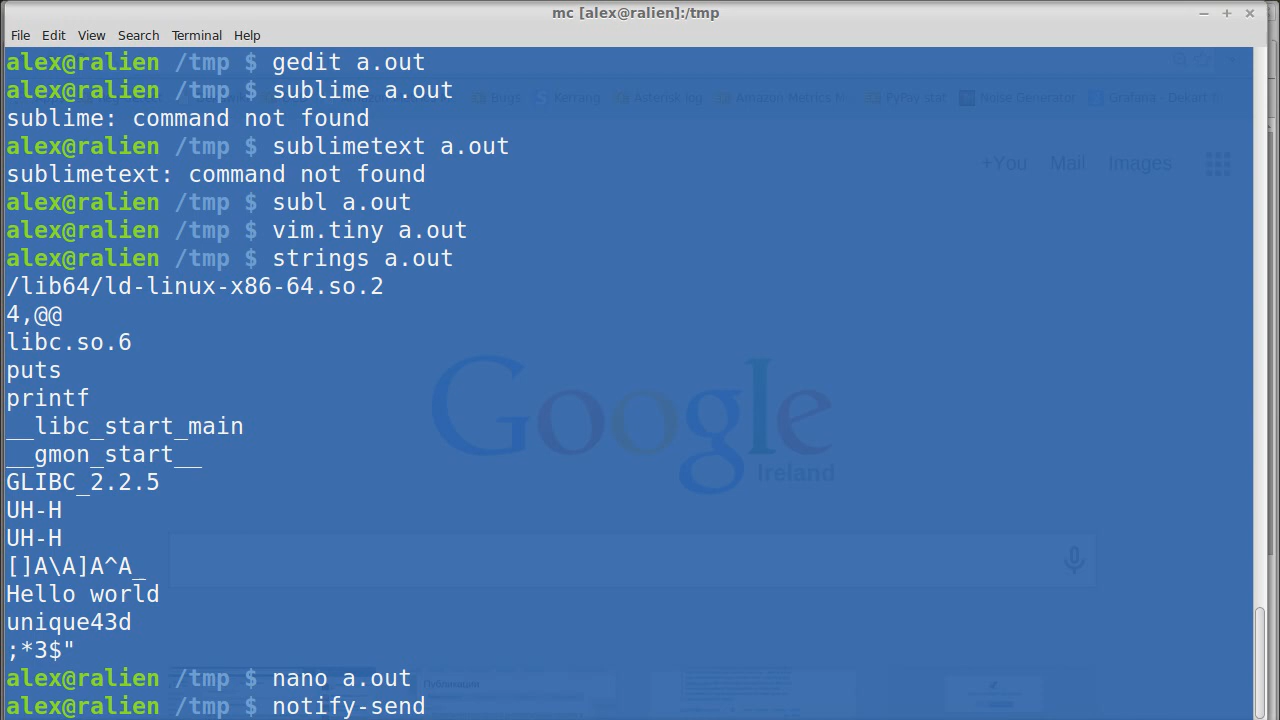 mc [alex@ralien]:/tmp
File Edit View Search Terminal Help
alex@ralien /tmp $ gedit a.out
alex@ralien /tmp $ sublime a.out
sublime: command not found
alex@ralien /tmp $ sublimetext a.out
sublimetext: command not found
alex@ralien /tmp $ subl a.out
alex@ralien /tmp $ vim.tiny a.out
alex@ralien /tmp $ strings a.out
/lib64/ld-linux-x86-64.so.2
4,@@
libc.so.6
puts
printf
__libc_start_main
__gmon_start__
GLIBC_2.2.5
UH-H
UH-H
[]A\A]A^A_
Hello world
unique43d
;*3$"
alex@ralien /tmp $ nano a.out
alex@ralien /tmp $ notify-send
Bugs Kerrang Asterisk log Amazon Metrics PyPay stat Noise Generator Grafana - Dekart
+You Mail Images
Google
Ireland
Публикации